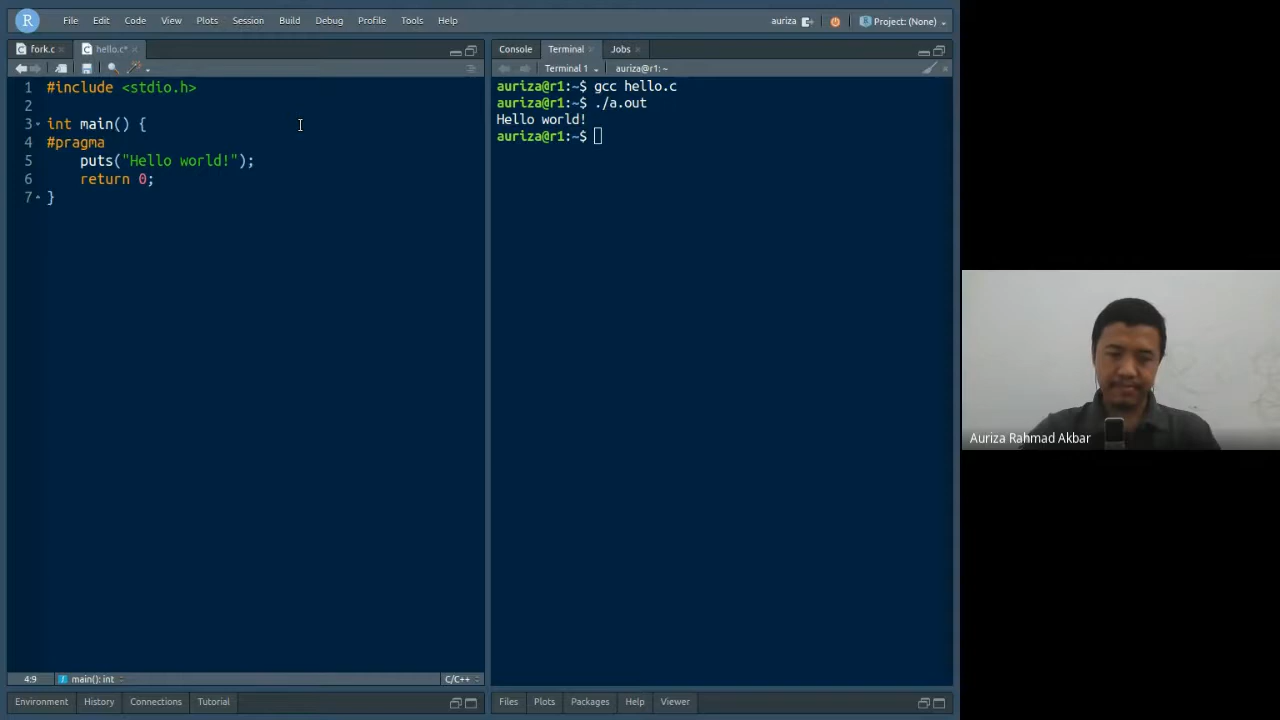 R File Edit Code View Plots Session Build Debug Profile Tools Help auriza R Project: (None)
fork.c hello.c*
1 #include <stdio.h>
2
3 int main() {
4 #pragma
5 puts("Hello world!");
6 return 0;
7 }
4:9 main(): int C/C++
Environment History Connections Tutorial
Console Terminal Jobs
Terminal 1 auriza@r1: ~
auriza@r1:~$ gcc hello.c
auriza@r1:~$ ./a.out
Hello world!
auriza@r1:~$
Files Plots Packages Help Viewer
Auriza Rahmad Akbar